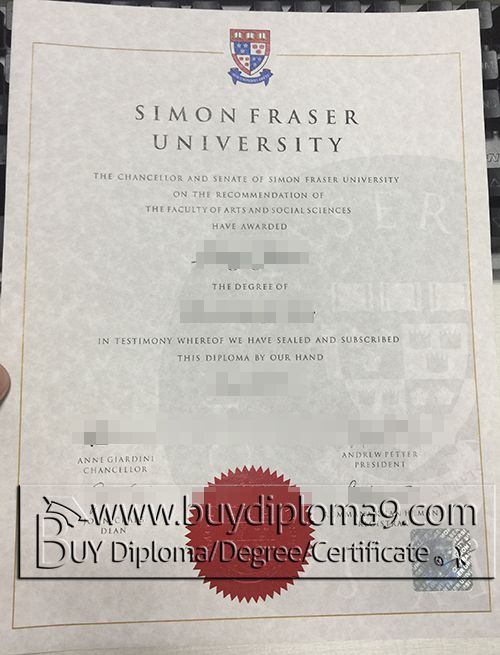 SIMON FRASER
UNIVERSITY
THE CHANCELLOR AND SENATE OF SIMON FRASER UNIVERSITY
ON THE RECOMMENDATION OF
THE FACULTY OF ARTS AND SOCIAL SCIENCES
HAVE AWARDED
THE DEGREE OF
IN TESTIMONY WHEREOF WE HAVE SEALED AND SUBSCRIBED
THIS DIPLOMA BY OUR HAND
ANNE GIARDINI
CHANCELLOR
ANDREW PETTER
PRESIDENT
www.buydiploma9.com
DEAN
BUY Diploma/Degree/Certificate